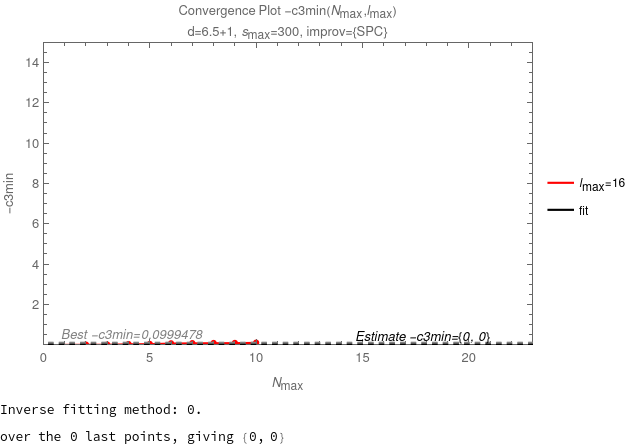 Convergence Plot −c3min(Nmax,lmax)
d=6.5+1, smax=300, improv={SPC}
−c3min
14
12
10
8
6
4
2
lmax=16
fit
Best −c3min=0.0999478
Estimate −c3min={0, 0}
0 5 10 15 20
Nmax
Inverse fitting method: 0.
over the 0 last points, giving {0, 0}